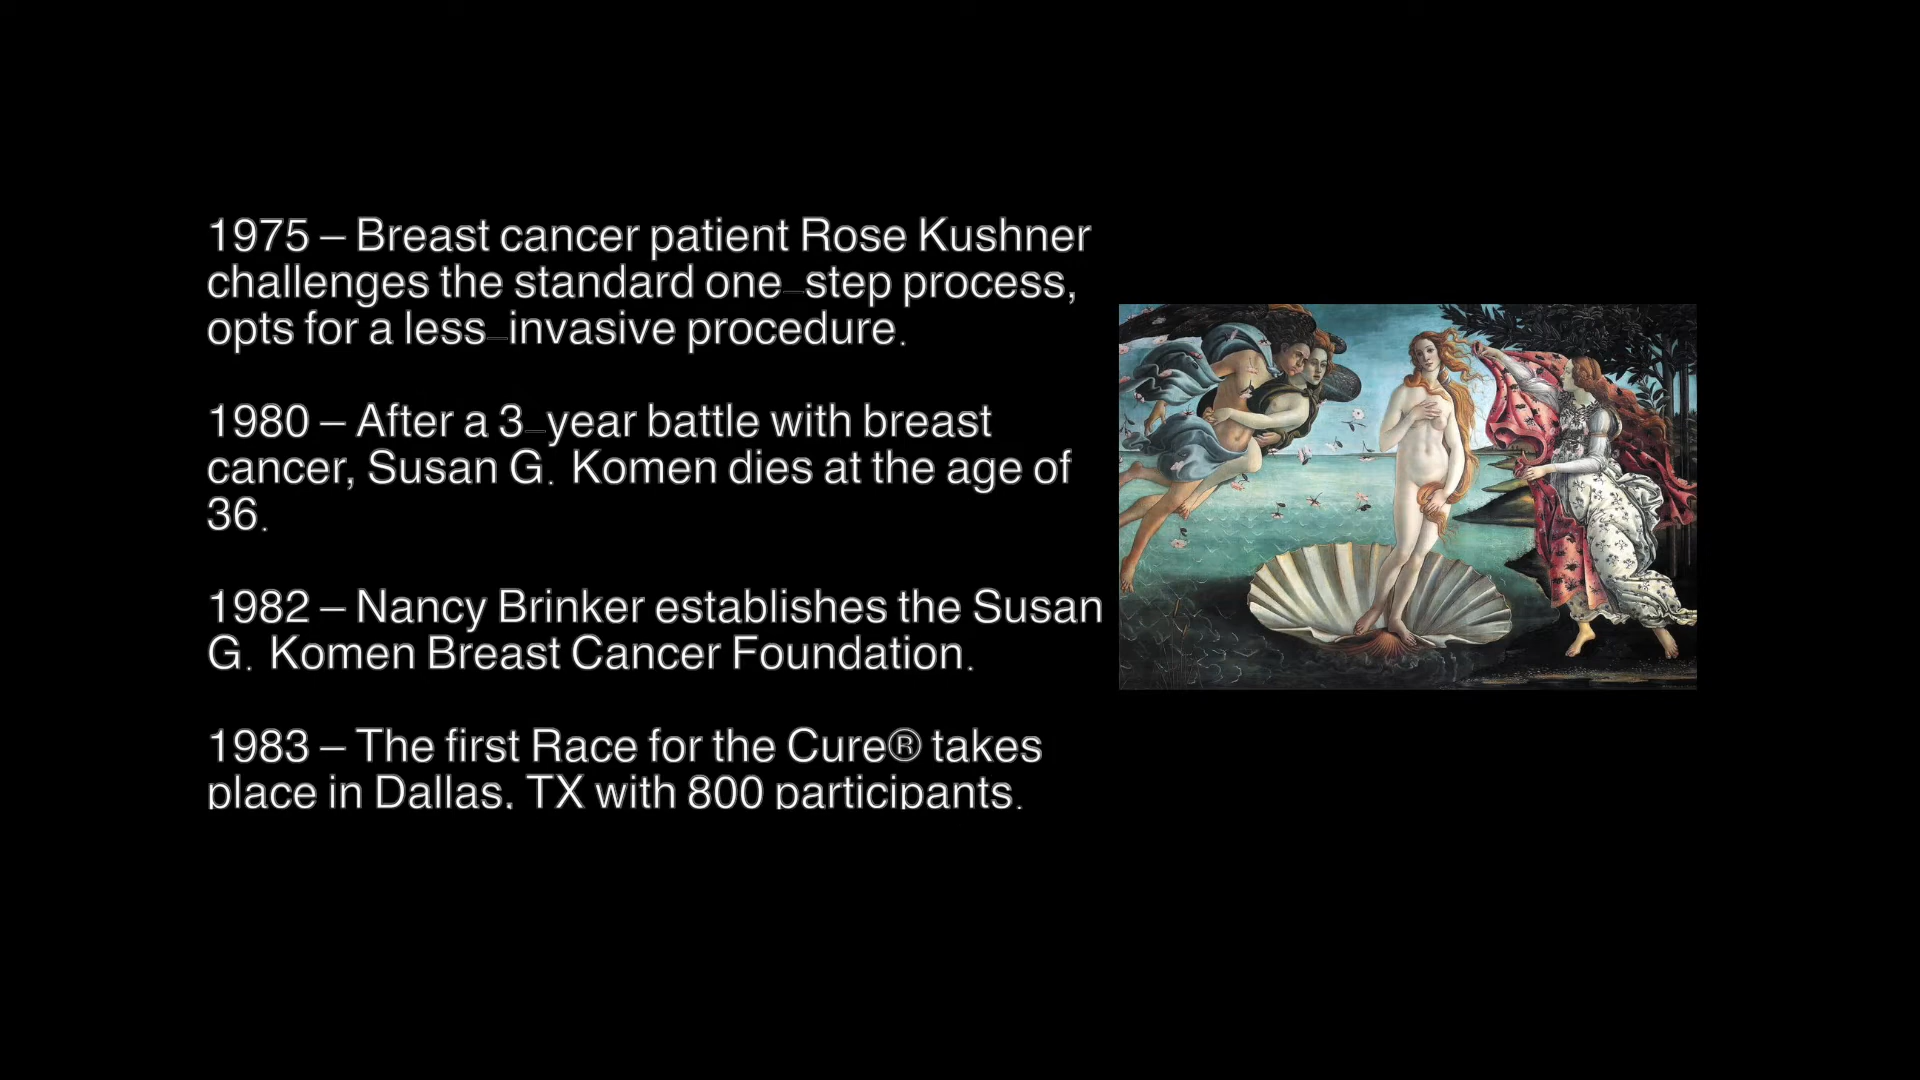 1975 – Breast cancer patient Rose Kushner
challenges the standard one-step process,
opts for a less-invasive procedure.
1980 – After a 3-year battle with breast
cancer, Susan G. Komen dies at the age of
36.
1982 – Nancy Brinker establishes the Susan
G. Komen Breast Cancer Foundation.
1983 – The first Race for the Cure® takes
place in Dallas, TX with 800 participants.